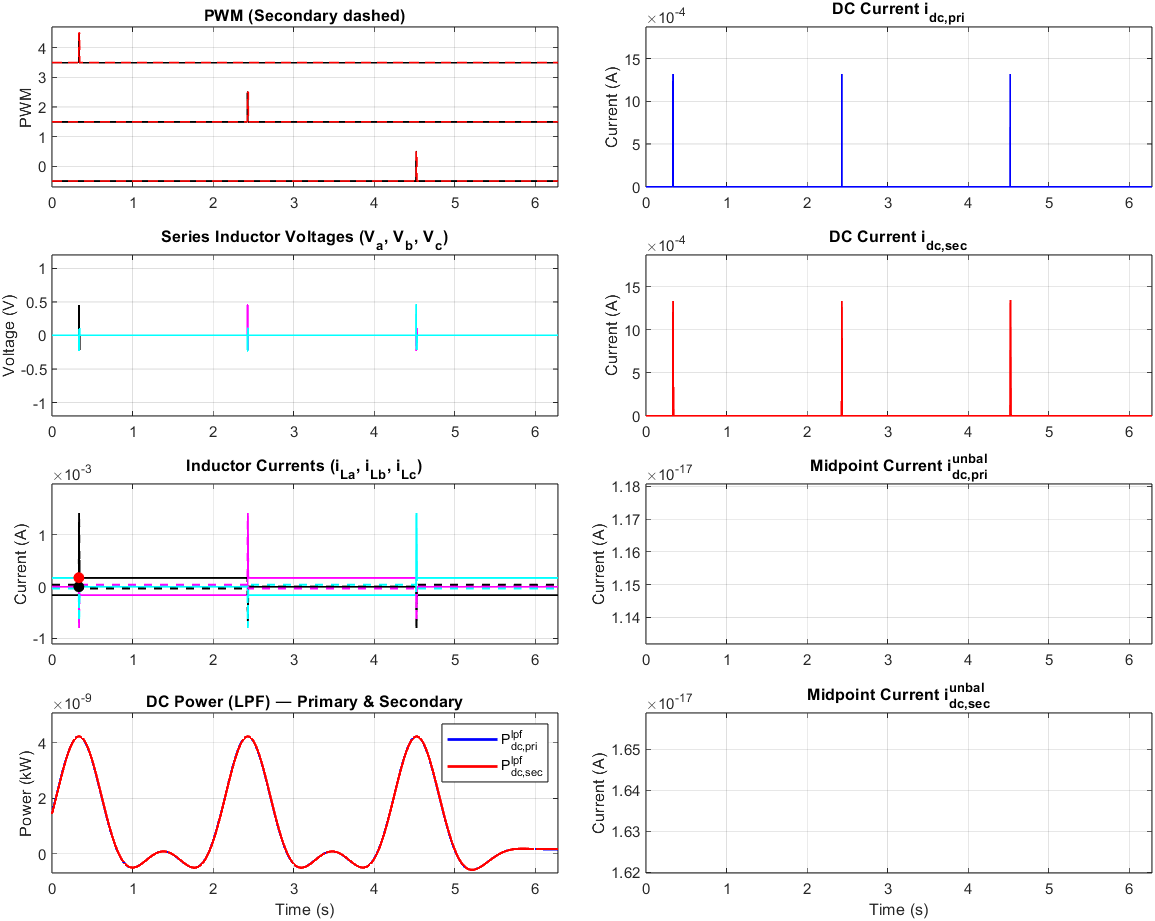 PWM (Secondary dashed)
4
3
2
1
0
PWM
0 1 2 3 4 5 6
DC Current i_dc,pri
×10^-4
15
10
5
0
Current (A)
0 1 2 3 4 5 6
Series Inductor Voltages (V_a, V_b, V_c)
1
0.5
0
-0.5
-1
Voltage (V)
0 1 2 3 4 5 6
DC Current i_dc,sec
×10^-4
15
10
5
0
Current (A)
0 1 2 3 4 5 6
Inductor Currents (i_La, i_Lb, i_Lc)
×10^-3
1
0
-1
Current (A)
0 1 2 3 4 5 6
Midpoint Current i^unbal_dc,pri
×10^-17
1.18
1.17
1.16
1.15
1.14
Current (A)
0 1 2 3 4 5 6
DC Power (LPF) — Primary & Secondary
×10^-9
4
2
0
Power (kW)
P^lpf_dc,pri
P^lpf_dc,sec
0 1 2 3 4 5 6
Time (s)
Midpoint Current i^unbal_dc,sec
×10^-17
1.65
1.64
1.63
1.62
Current (A)
0 1 2 3 4 5 6
Time (s)